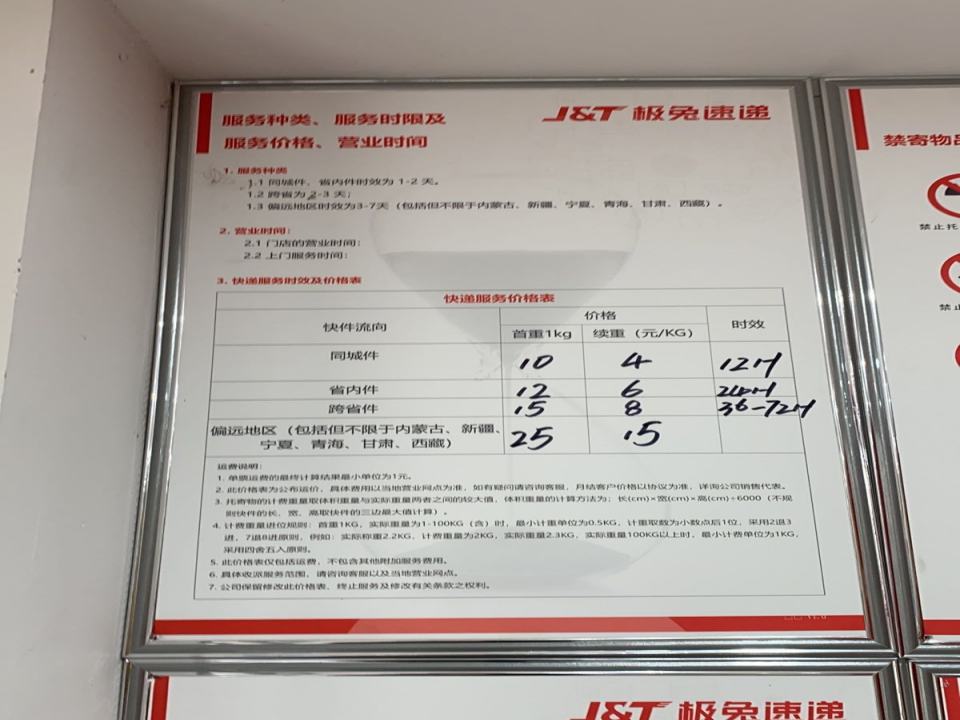 服务种类、服务时限及
服务价格、营业时间
J&T 极兔速递
1. 服务种类
1.1 同城件、省内件时效为 1-2 天。
1.2 跨省为 2-3 天;
1.3 偏远地区时效为3-7天（包括但不限于内蒙古、新疆、宁夏、青海、甘肃、西藏）。
2. 营业时间:
2.1 门店的营业时间:
2.2 上门服务时间:
3. 快递服务时效及价格表
快递服务价格表
快件流向 价格 时效
首重1kg 续重（元/KG）
同城件 10 4 12H
省内件 12 6 24H
跨省件 15 8 36-72H
偏远地区（包括但不限于内蒙古、新疆、
宁夏、青海、甘肃、西藏） 25 15
运费说明:
1. 单票运费的最终计算结果最小单位为1元。
2. 此价格表为公布运价，具体费用以当地营业网点为准，如有疑问请咨询客服，月结客户价格以协议为准，详询公司销售代表。
3. 托寄物的计费重量取体积重量与实际重量两者之间的较大值，体积重量的计算方法为：长(cm)×宽(cm)×高(cm)÷6000（不规
则快件的长、宽、高取快件的三边最大值计算）。
4. 计费重量进位规则：首重1KG，实际重量为1-100KG（含）时，最小计重单位为0.5KG，计重取数为小数点后1位，采用2退3
进，7退8进原则，例如：实际称重2.2KG，计费重量为2KG，实际重量2.3KG，实际重量100KG以上时，最小计费重量为1KG，
采用四舍五入原则。
5. 此价格表仅包括运费，不包含其他附加服务费用。
6. 具体收派服务范围，请咨询客服以及当地营业网点。
7. 公司保留修改此价格表、终止服务及修改有关条款之权利。
禁寄物品
禁止托
禁止
J&T 极兔速递